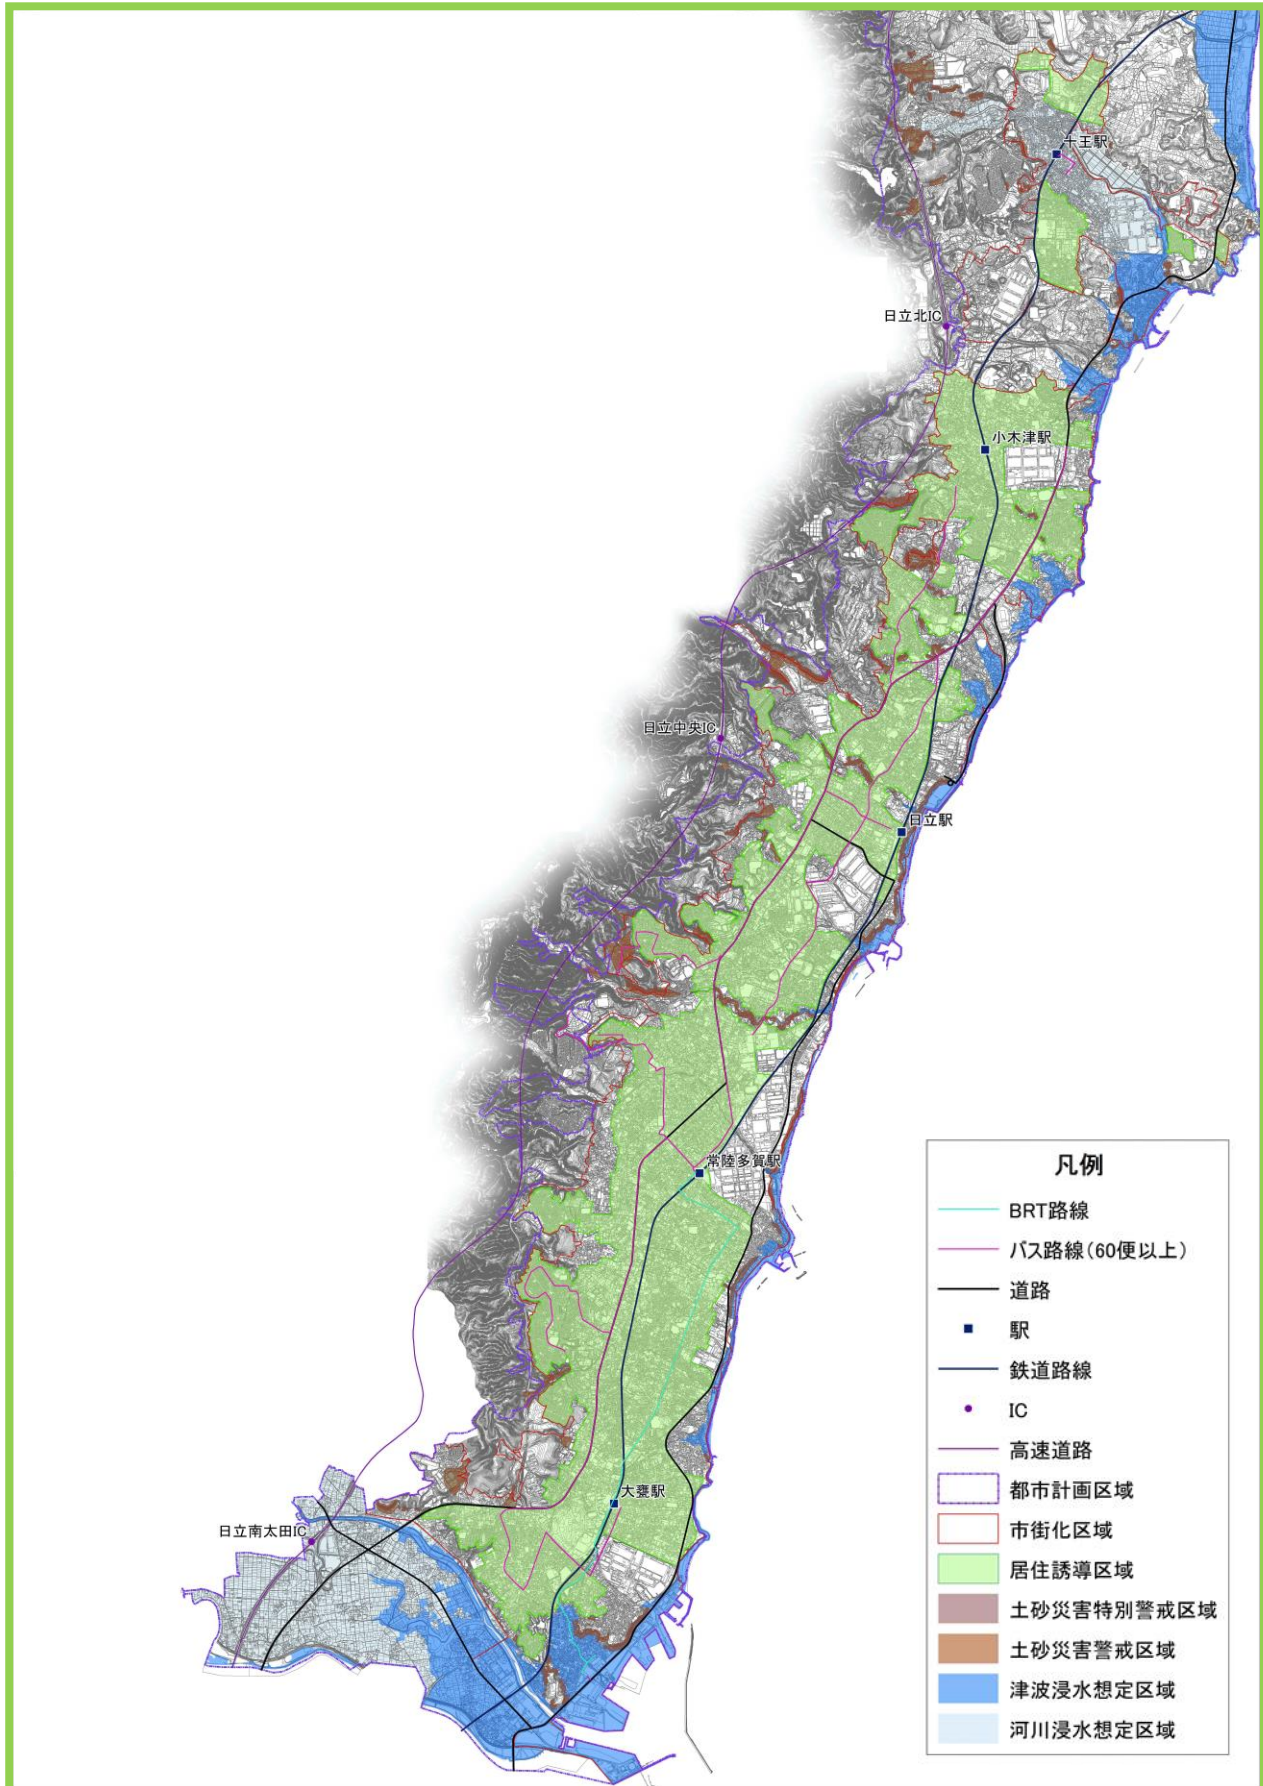 十王駅
日立北IC
小木津駅
日立中央IC
日立駅
常陸多賀駅
大甕駅
日立南太田IC
凡例
BRT路線
バス路線(60便以上)
道路
駅
鉄道路線
IC
高速道路
都市計画区域
市街化区域
居住誘導区域
土砂災害特別警戒区域
土砂災害警戒区域
津波浸水想定区域
河川浸水想定区域